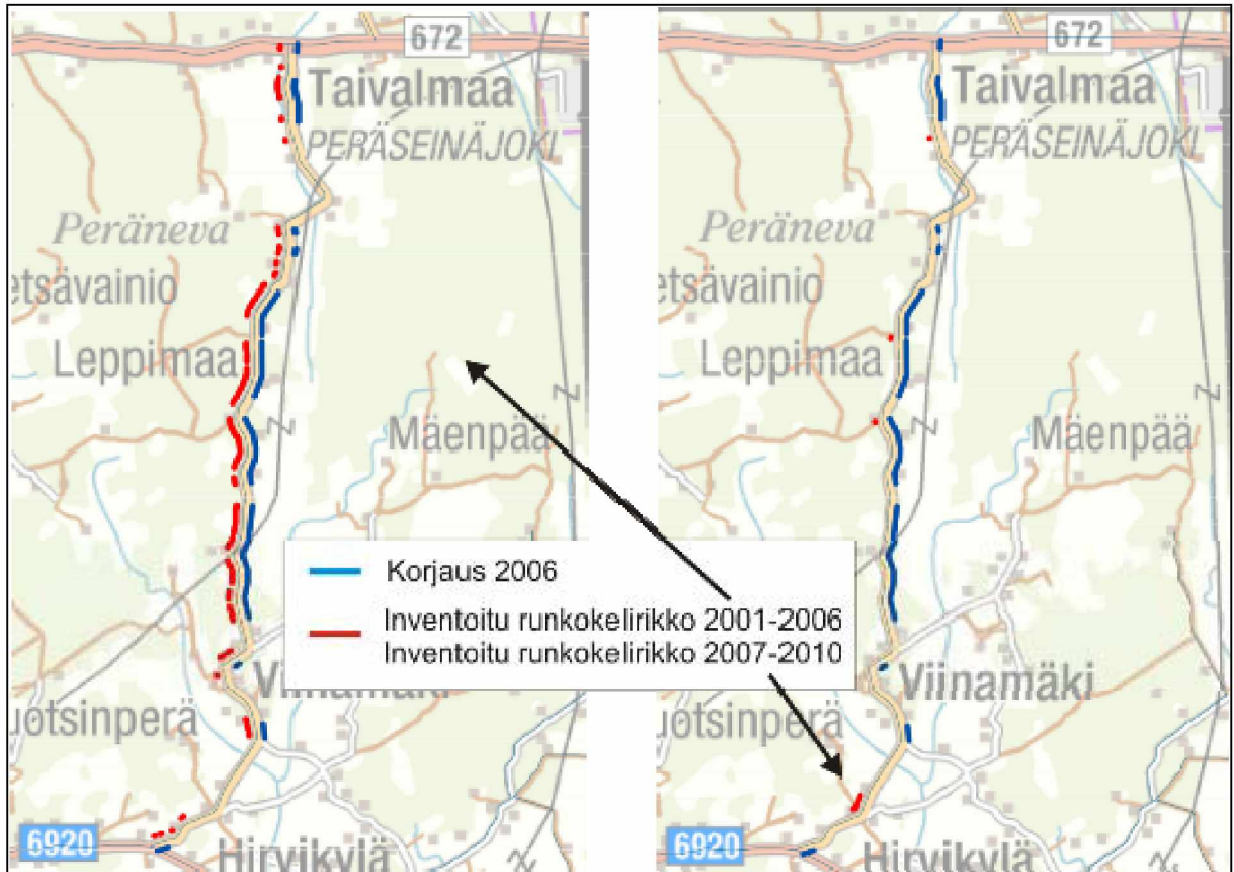 672
Taivalmaa
PERÄSEINÄJOKI
Peräneva
etsävainio
Leppimaa
Mäenpää
Z
Z
Viinamäki
uotsinperä
6920
Hirvikylä
Z
Korjaus 2006
Inventoitu runkokelirikko 2001-2006
Inventoitu runkokelirikko 2007-2010
672
Taivalmaa
PERÄSEINÄJOKI
Peräneva
etsävainio
Leppimaa
Mäenpää
Z
Z
Viinamäki
uotsinperä
6920
Hirvikylä
Z